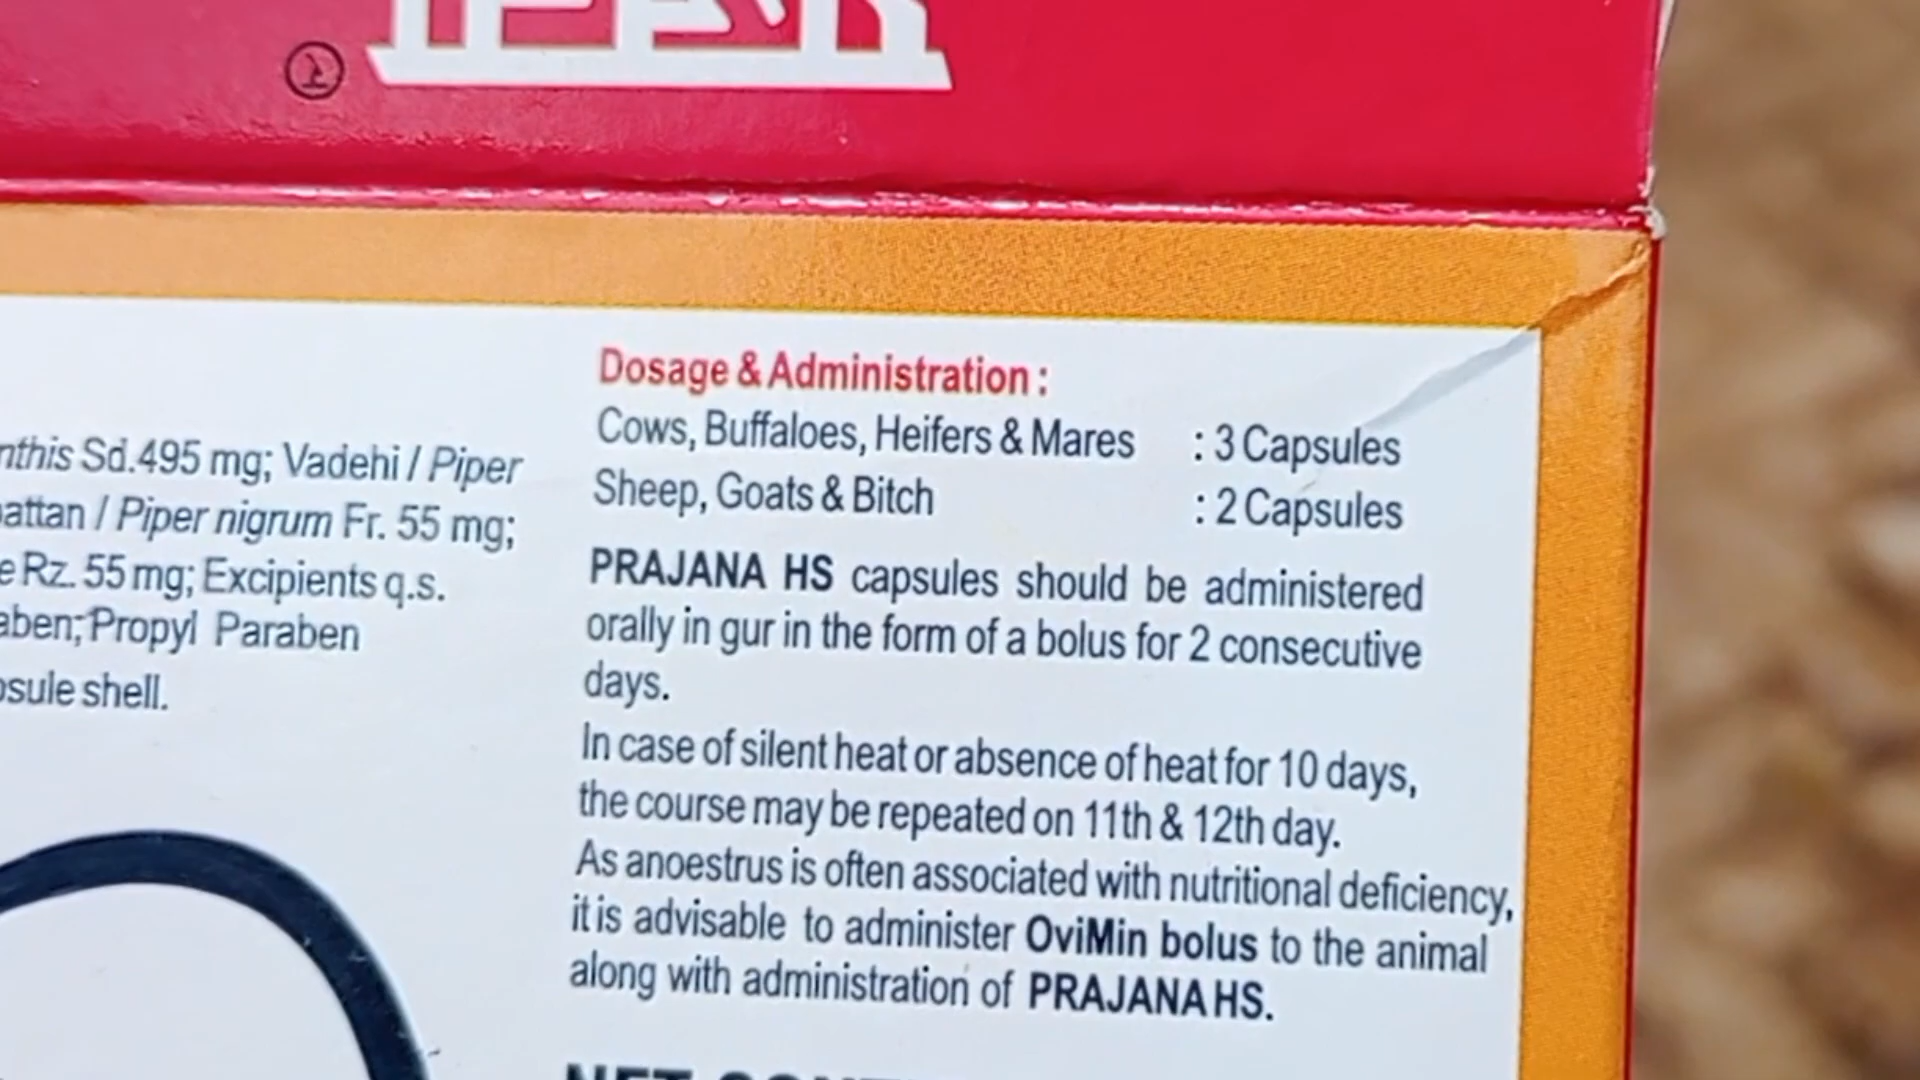 Dosage & Administration :
Cows, Buffaloes, Heifers & Mares : 3 Capsules
Sheep, Goats & Bitch : 2 Capsules
PRAJANA HS capsules should be administered
orally in gur in the form of a bolus for 2 consecutive
days.
In case of silent heat or absence of heat for 10 days,
the course may be repeated on 11th & 12th day.
As anoestrus is often associated with nutritional deficiency,
it is advisable to administer OviMin bolus to the animal
along with administration of PRAJANA HS.
Sd.495 mg; Vadehi / Piper
/ Piper nigrum Fr. 55 mg;
Rz. 55 mg; Excipients q.s.
Propyl Paraben
shell.